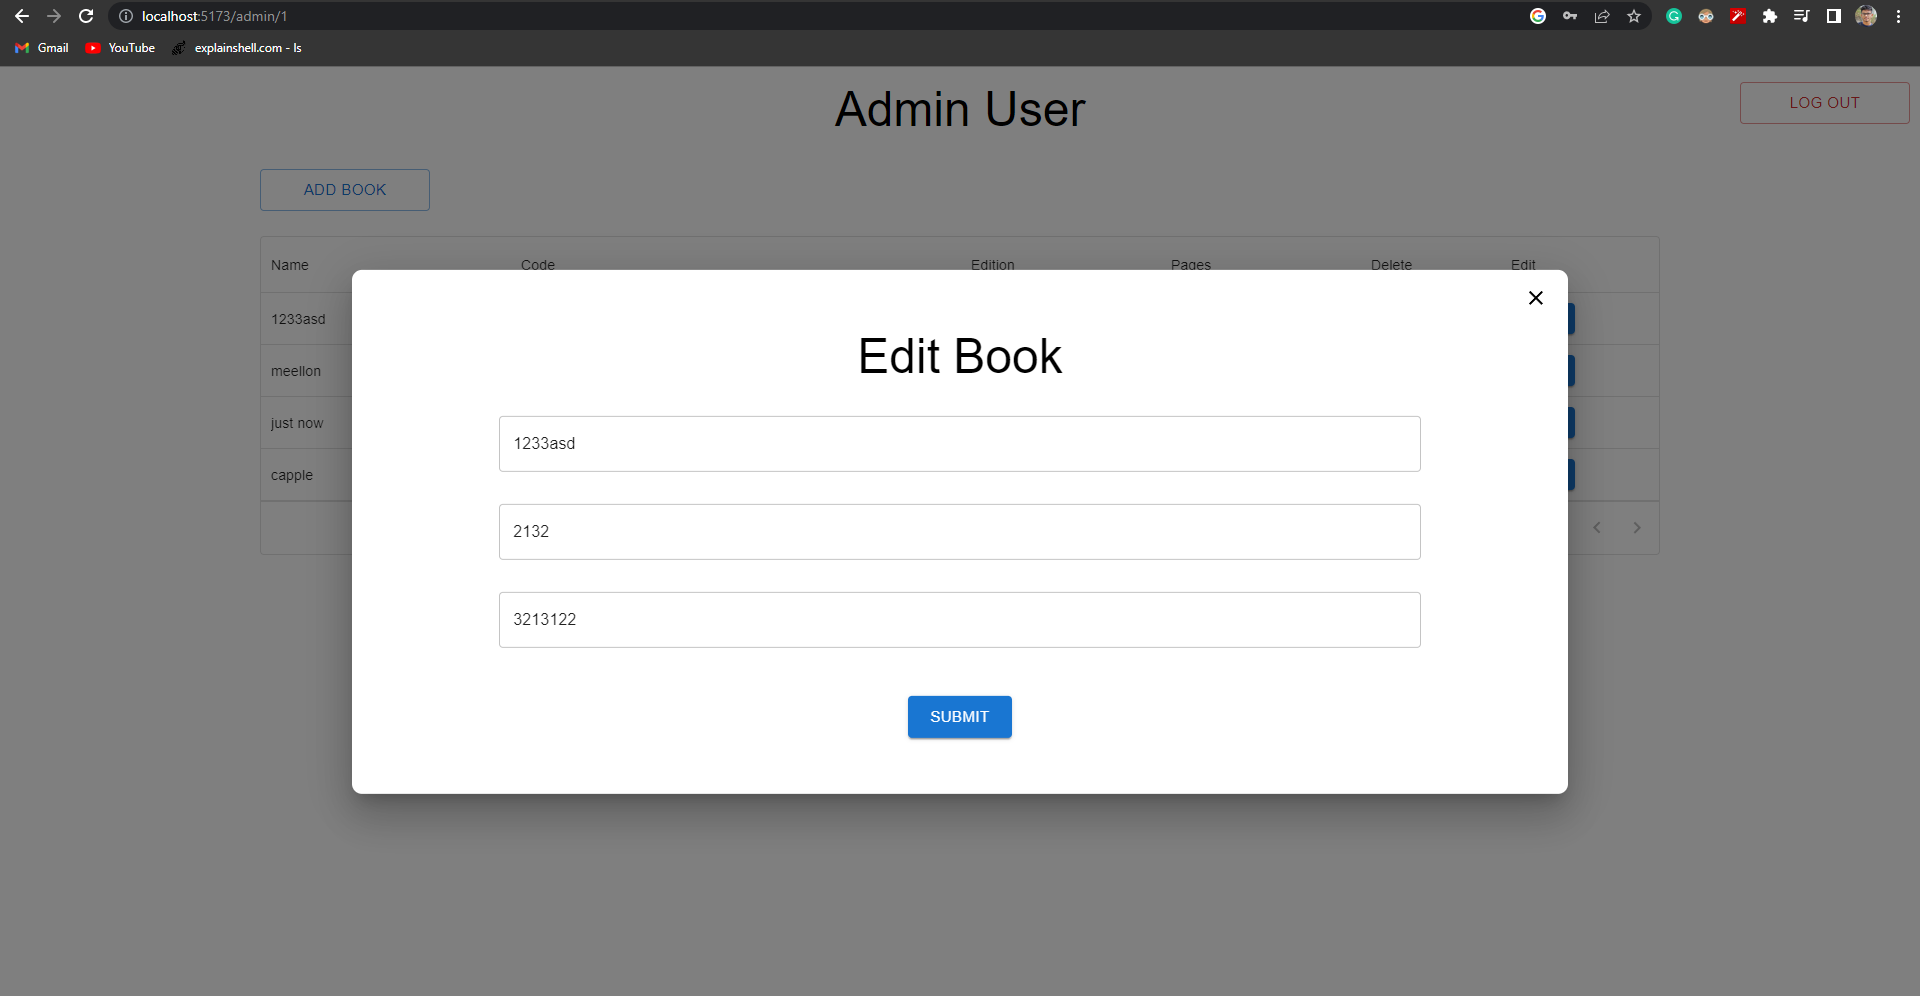 localhost:5173/admin/1
Gmail YouTube explainshell.com - ls
Admin User
LOG OUT
ADD BOOK
Name Code Edition Pages Delete Edit
1233asd
meellon
just now
capple
Edit Book
1233asd
2132
3213122
SUBMIT